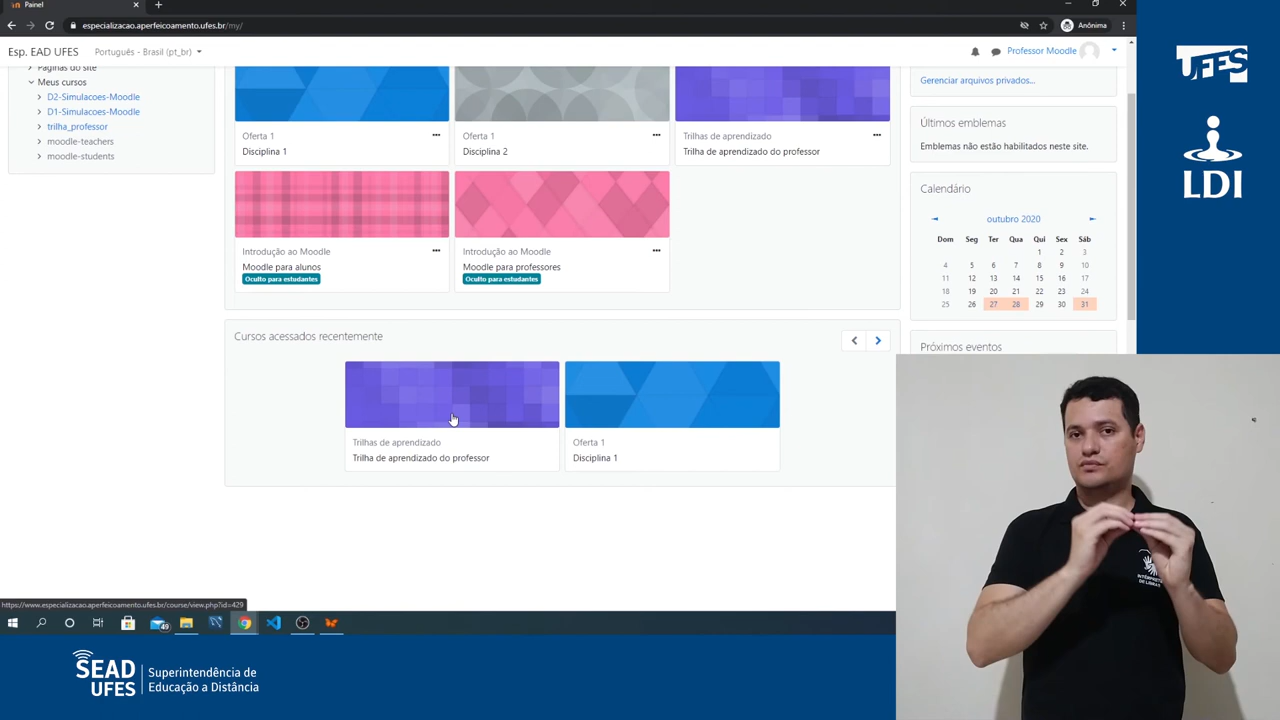 Painel
especializacao.aperfeicoamento.ufes.br/my/
Anônima
Esp. EAD UFES
Português - Brasil (pt_br)
Professor Moodle
Páginas do site
Meus cursos
D2-Simulacoes-Moodle
D1-Simulacoes-Moodle
trilha_professor
moodle-teachers
moodle-students
Oferta 1
Disciplina 1
Oferta 1
Disciplina 2
Trilhas de aprendizado
Trilha de aprendizado do professor
Introdução ao Moodle
Moodle para alunos
Oculto para estudantes
Introdução ao Moodle
Moodle para professores
Oculto para estudantes
Cursos acessados recentemente
Trilhas de aprendizado
Trilha de aprendizado do professor
Oferta 1
Disciplina 1
Gerenciar arquivos privados...
Últimos emblemas
Emblemas não estão habilitados neste site.
Calendário
outubro 2020
Dom Seg Ter Qua Qui Sex Sáb
1 2 3
4 5 6 7 8 9 10
11 12 13 14 15 16 17
18 19 20 21 22 23 24
25 26 27 28 29 30 31
Próximos eventos
https://www.especializacao.aperfeicoamento.ufes.br/course/view.php?id=429
49
UFES
LDI
INTÉRPRETE
DE LIBRAS
SEAD
UFES
Superintendência de
Educação a Distância